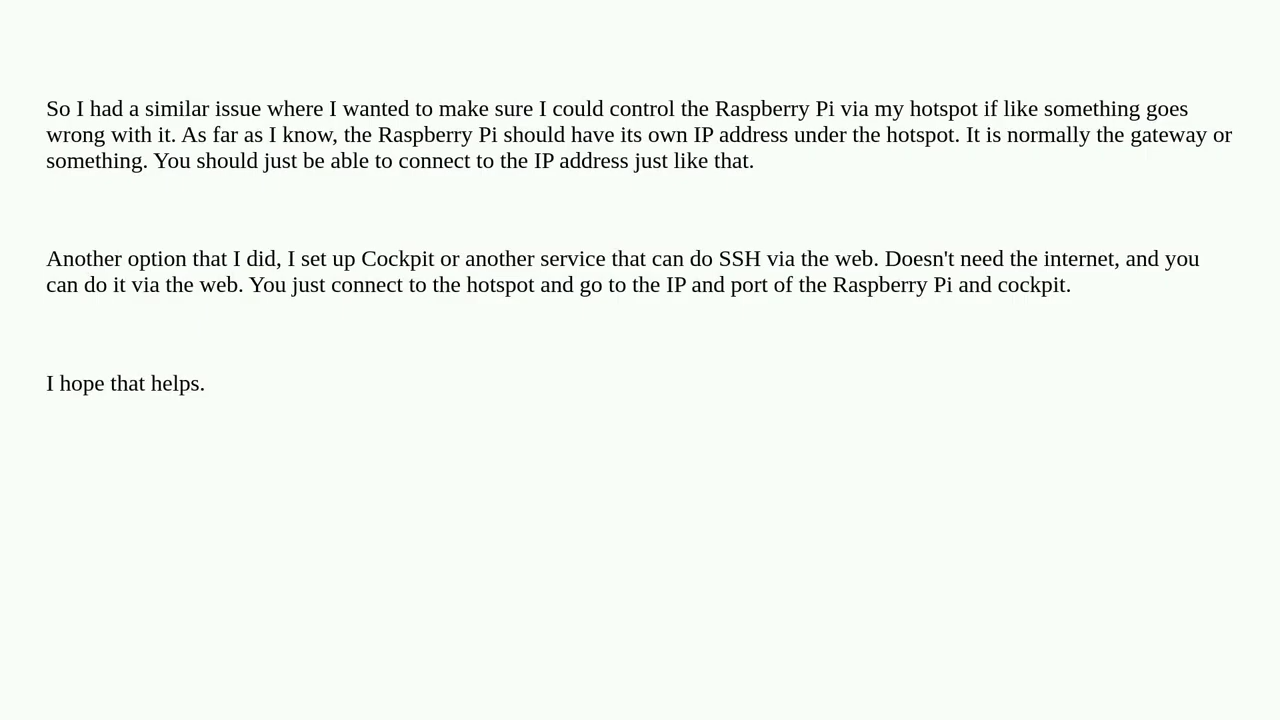 So I had a similar issue where I wanted to make sure I could control the Raspberry Pi via my hotspot if like something goes
wrong with it. As far as I know, the Raspberry Pi should have its own IP address under the hotspot. It is normally the gateway or
something. You should just be able to connect to the IP address just like that.
Another option that I did, I set up Cockpit or another service that can do SSH via the web. Doesn't need the internet, and you
can do it via the web. You just connect to the hotspot and go to the IP and port of the Raspberry Pi and cockpit.
I hope that helps.